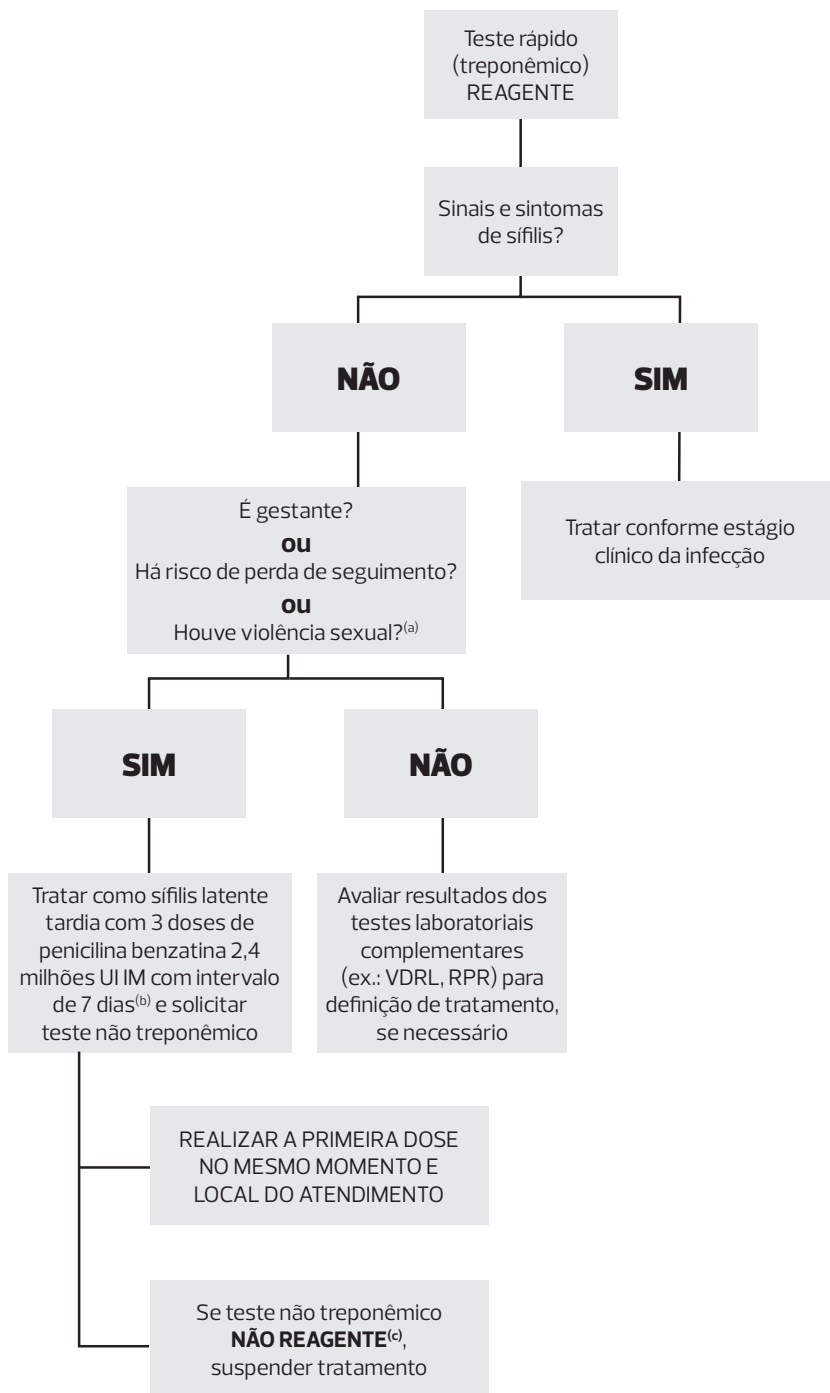 Teste rápido
(treponêmico)
REAGENTE
Sinais e sintomas
de sífilis?
NÃO
SIM
É gestante?
ou
Há risco de perda de seguimento?
ou
Houve violência sexual?(a)
Tratar conforme estágio
clínico da infecção
SIM
NÃO
Tratar como sífilis latente
tardia com 3 doses de
penicilina benzatina 2,4
milhões UI IM com intervalo
de 7 dias(b) e solicitar
teste não treponêmico
Avaliar resultados dos
testes laboratoriais
complementares
(ex.: VDRL, RPR) para
definição de tratamento,
se necessário
REALIZAR A PRIMEIRA DOSE
NO MESMO MOMENTO E
LOCAL DO ATENDIMENTO
Se teste não treponêmico
NÃO REAGENTE(c),
suspender tratamento